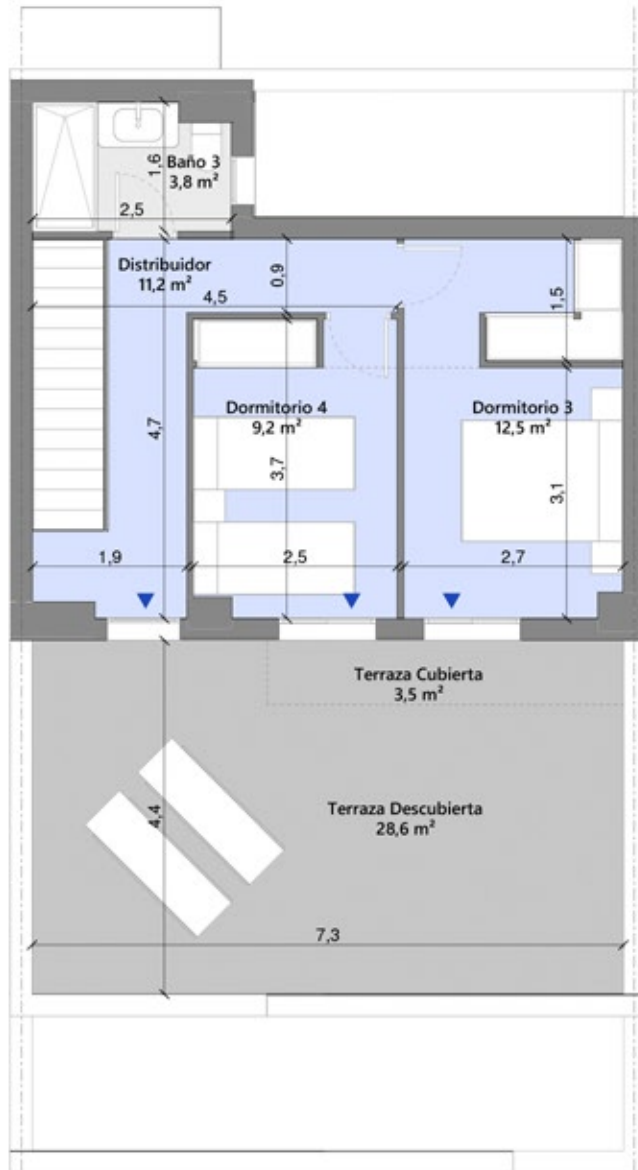 Baño 3
3,8 m²
1,6
2,5
Distribuidor
11,2 m²
0,9
4,5
1,5
4,7
Dormitorio 4
9,2 m²
3,7
Dormitorio 3
12,5 m²
3,1
1,9
2,5
2,7
Terraza Cubierta
3,5 m²
Terraza Descubierta
28,6 m²
4,4
7,3